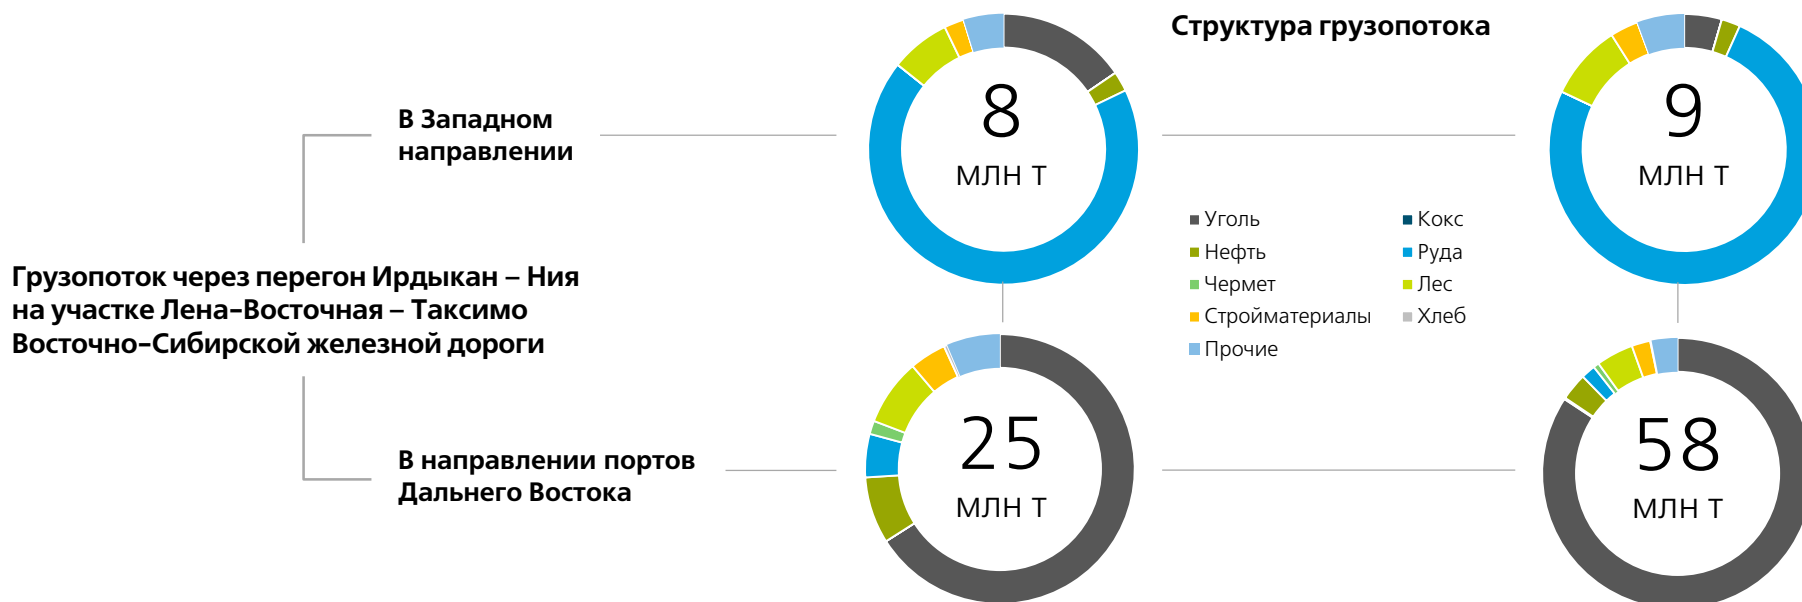 Структура грузопотока
8
млн т
9
млн т
В Западном
направлении
Уголь
Кокс
Нефть
Руда
Чермет
Лес
Стройматериалы
Хлеб
Прочие
Грузопоток через перегон Ирдыкан – Ния
на участке Лена-Восточная – Таксимо
Восточно-Сибирской железной дороги
В направлении портов
Дальнего Востока
25
млн т
58
млн т